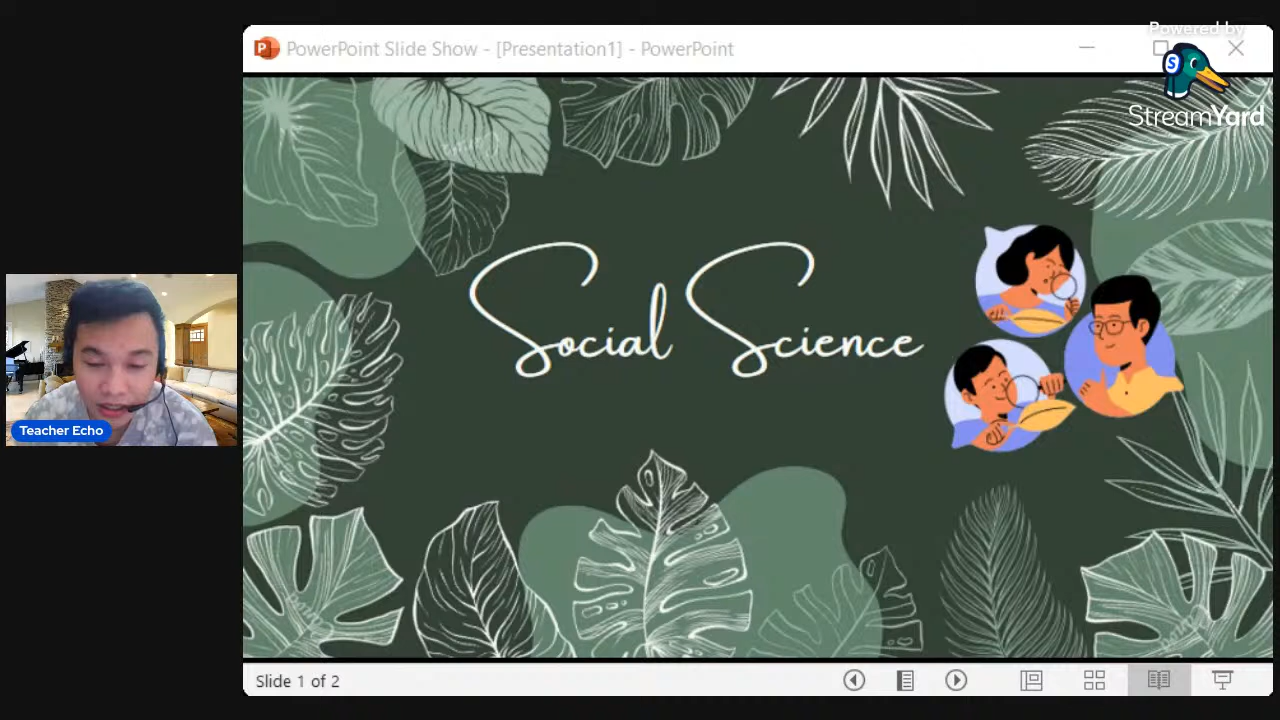 PowerPoint Slide Show - [Presentation1] - PowerPoint
Powered by
S
StreamYard
Social Science
Teacher Echo
Slide 1 of 2